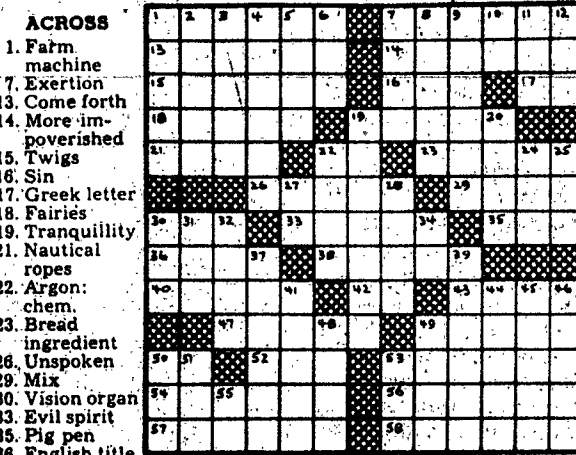 ACROSS
1. Farm
machine
7. Exertion
13. Come forth
14. More im-
poverished
15. Twigs
16. Sin
17. Greek letter
18. Fairies
19. Tranquillity
21. Nautical
ropes
22. Argon:
chem.
23. Bread
ingredient
26. Unspoken
29. Mix
30. Vision organ
33. Evil spirit
35. Pig pen
36. English title
1 2 3 4 5 6 7 8 9 10 11 12
13 14
15 16 17
18 19 20
21 22 23 24 25
26 27 28 29
30 31 32 33 34 35
36 37 38 39
40 41 42 43 44 45 46
47 48 49
50 51 52 53
54 55 56
57 58